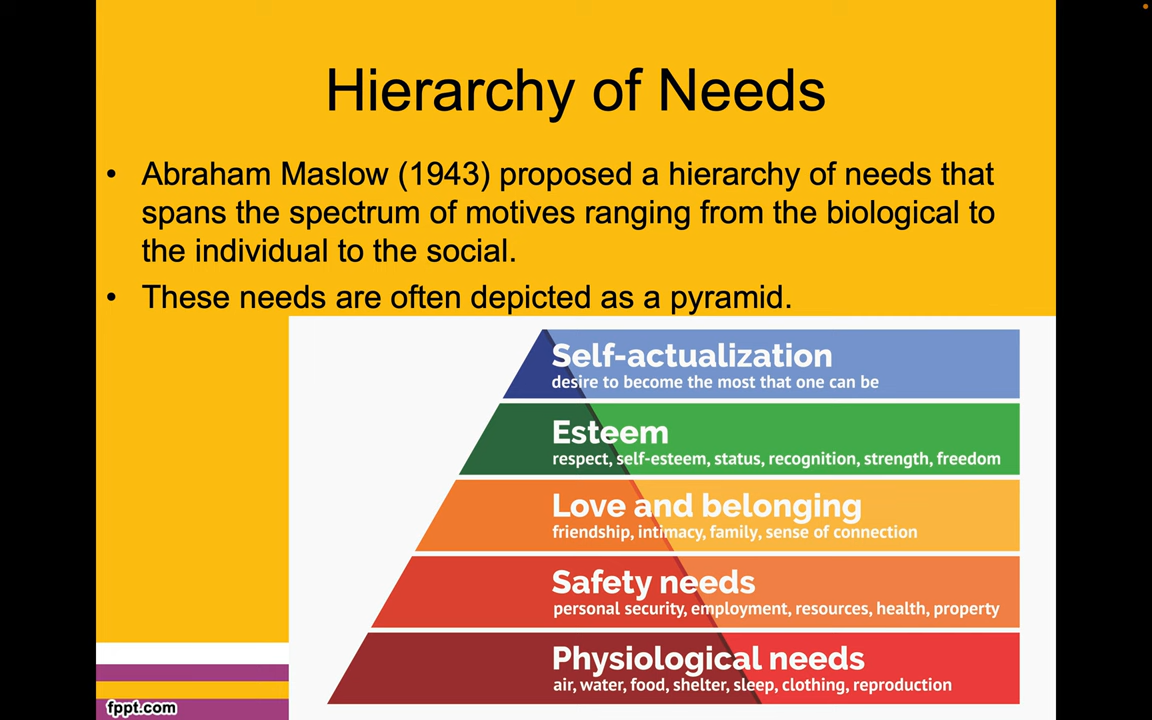 Hierarchy of Needs
• Abraham Maslow (1943) proposed a hierarchy of needs that
spans the spectrum of motives ranging from the biological to
the individual to the social.
• These needs are often depicted as a pyramid.
Self-actualization
desire to become the most that one can be
Esteem
respect, self-esteem, status, recognition, strength, freedom
Love and belonging
friendship, intimacy, family, sense of connection
Safety needs
personal security, employment, resources, health, property
Physiological needs
air, water, food, shelter, sleep, clothing, reproduction
fppt.com